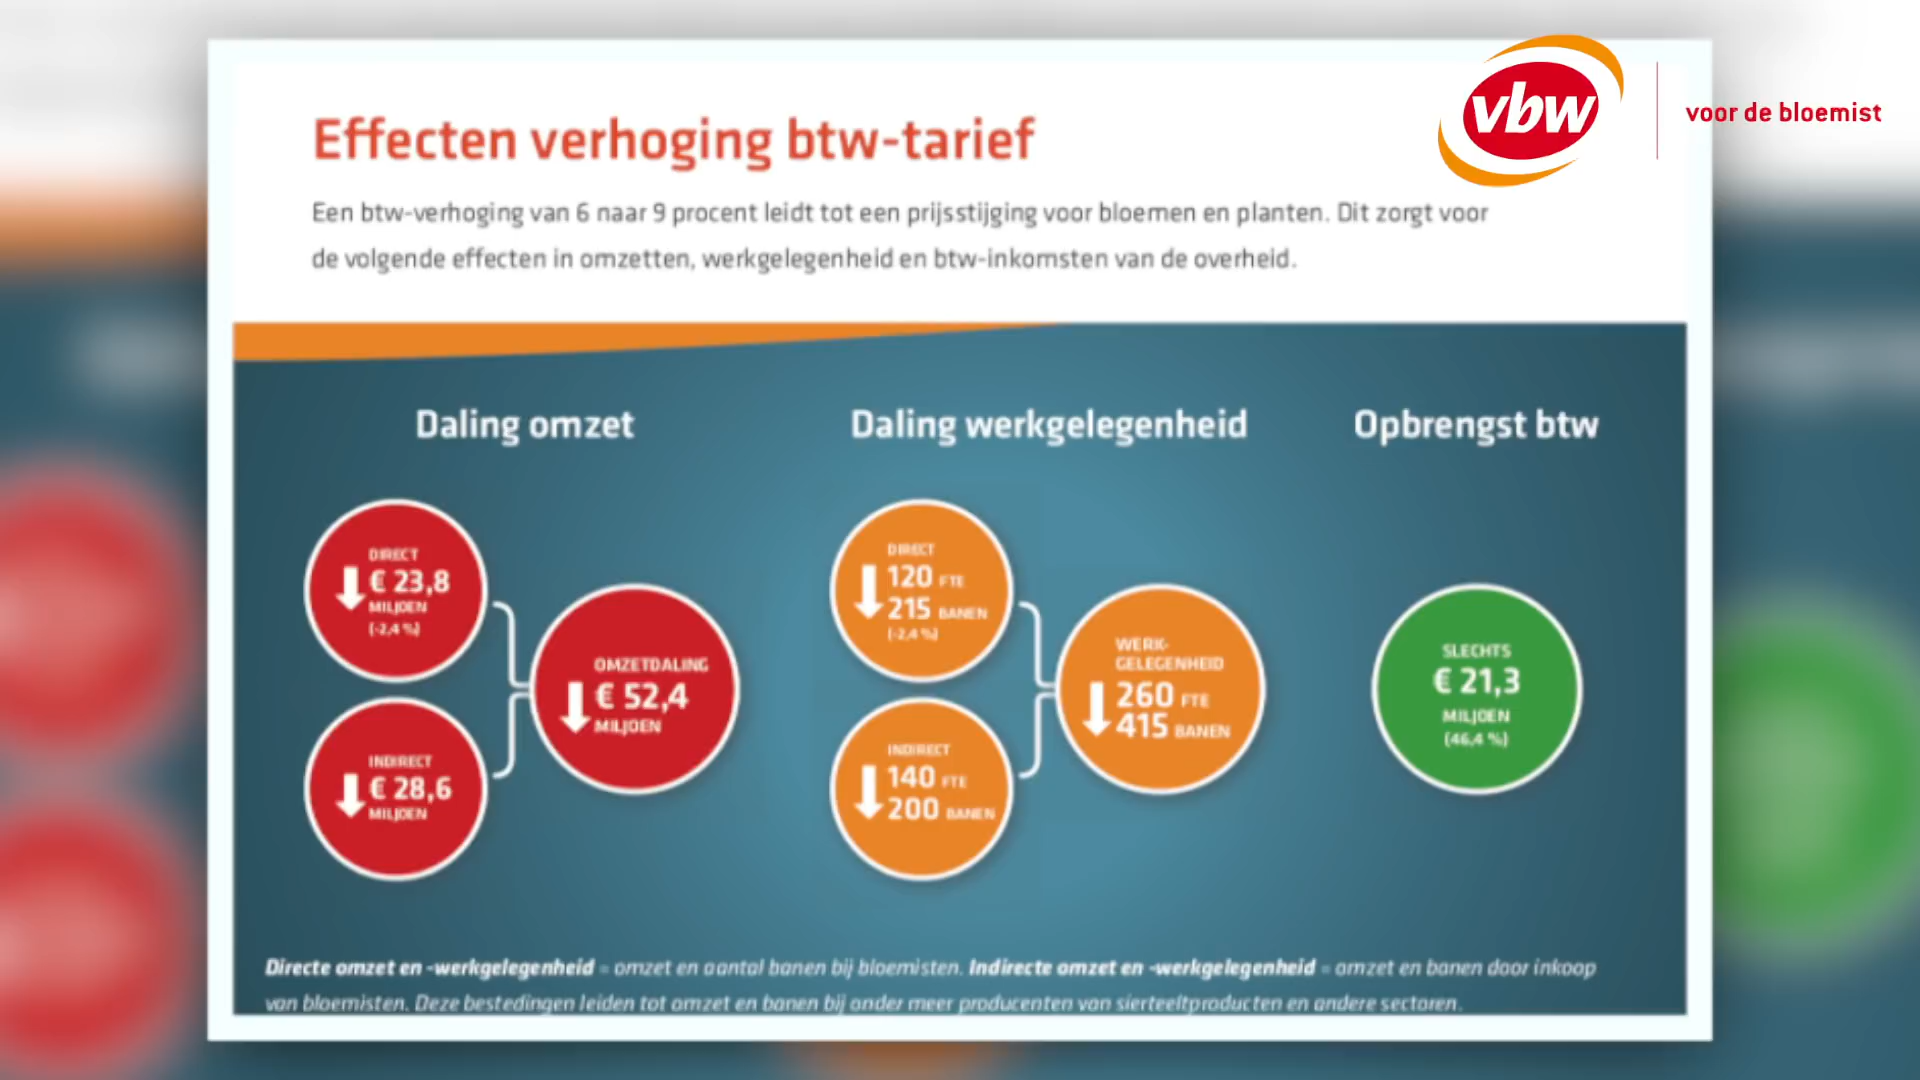 vbw
voor de bloemist
Effecten verhoging btw-tarief
Een btw-verhoging van 6 naar 9 procent leidt tot een prijsstijging voor bloemen en planten. Dit zorgt voor
de volgende effecten in omzetten, werkgelegenheid en btw-inkomsten van de overheid.
Daling omzet
DIRECT
€ 23,8
MILJOEN
(-2,4 %)
INDIRECT
€ 28,6
MILJOEN
OMZETDALING
€ 52,4
MILJOEN
Daling werkgelegenheid
DIRECT
120 FTE
215 BANEN
(-2,4 %)
INDIRECT
140 FTE
200 BANEN
WERK-
GELEGENHEID
260 FTE
415 BANEN
Opbrengst btw
SLECHTS
€ 21,3
MILJOEN
(46,4 %)
Directe omzet en -werkgelegenheid = omzet en aantal banen bij bloemisten. Indirecte omzet en -werkgelegenheid = omzet en banen door inkoop
van bloemisten. Deze bestedingen leiden tot omzet en banen bij onder meer producenten van sierteeltproducten en andere sectoren.